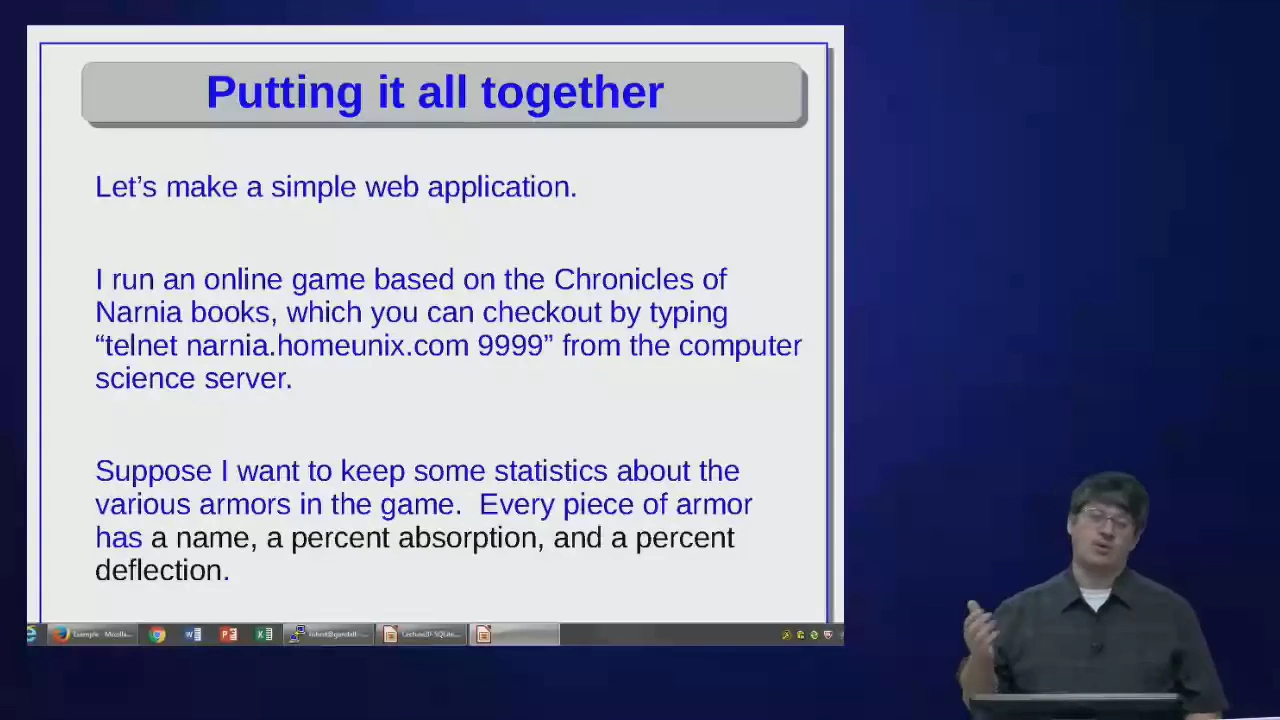 Putting it all together
Let’s make a simple web application.
I run an online game based on the Chronicles of
Narnia books, which you can checkout by typing
“telnet narnia.homeunix.com 9999” from the computer
science server.
Suppose I want to keep some statistics about the
various armors in the game.  Every piece of armor
has a name, a percent absorption, and a percent
deflection.
Example - Mozilla...